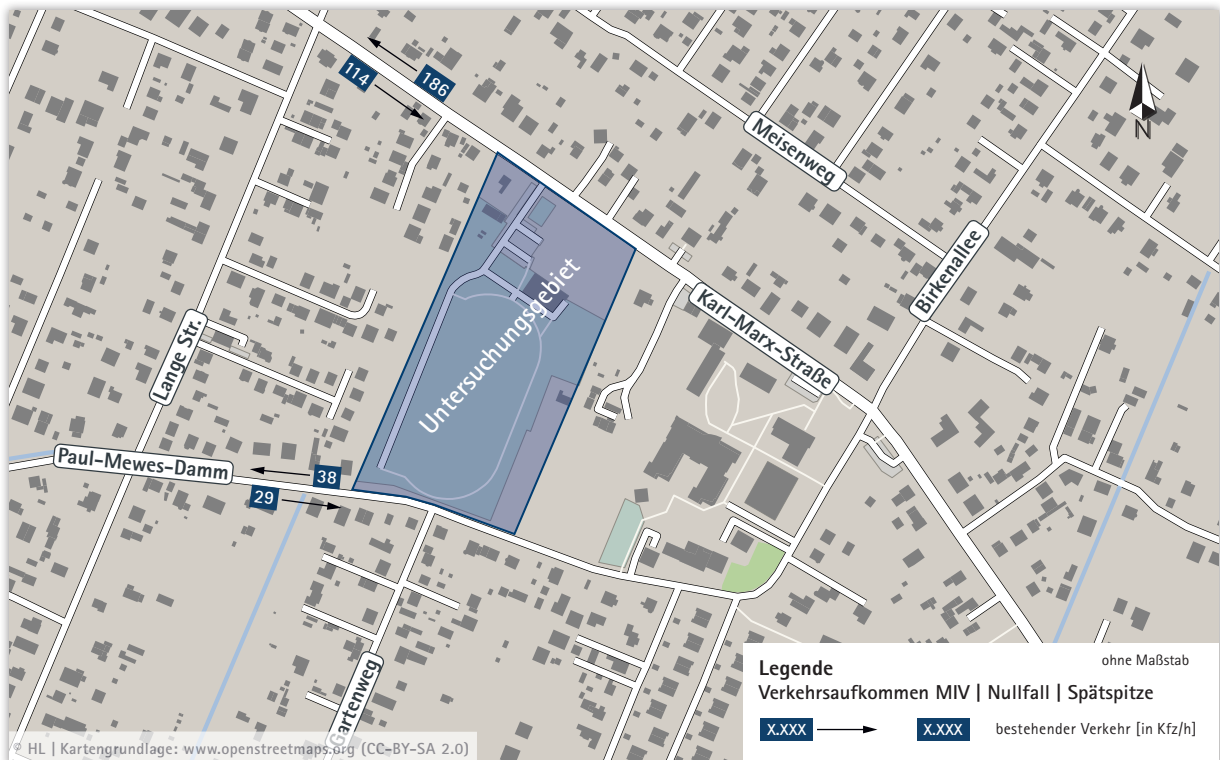 186
114
N
Meisenweg
Birkenallee
Untersuchungsgebiet
Karl-Marx-Straße
Lange Str.
Paul-Mewes-Damm
38
29
Gartenweg
Legende
ohne Maßstab
Verkehrsaufkommen MIV | Nullfall | Spätspitze
X.XXX X.XXX bestehender Verkehr [in Kfz/h]
© HL | Kartengrundlage: www.openstreetmaps.org (CC-BY-SA 2.0)